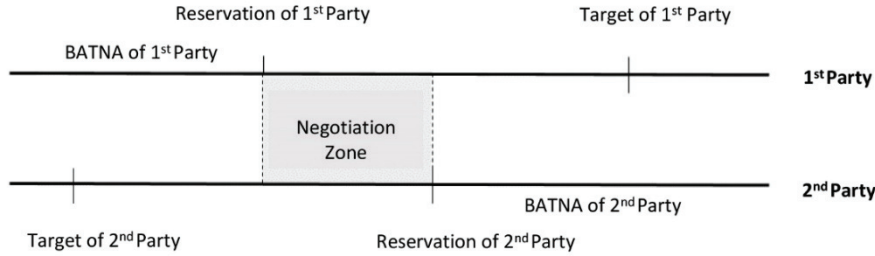 Reservation of 1st Party
Target of 1st Party
BATNA of 1st Party
1st Party
Negotiation
Zone
2nd Party
BATNA of 2nd Party
Target of 2nd Party
Reservation of 2nd Party